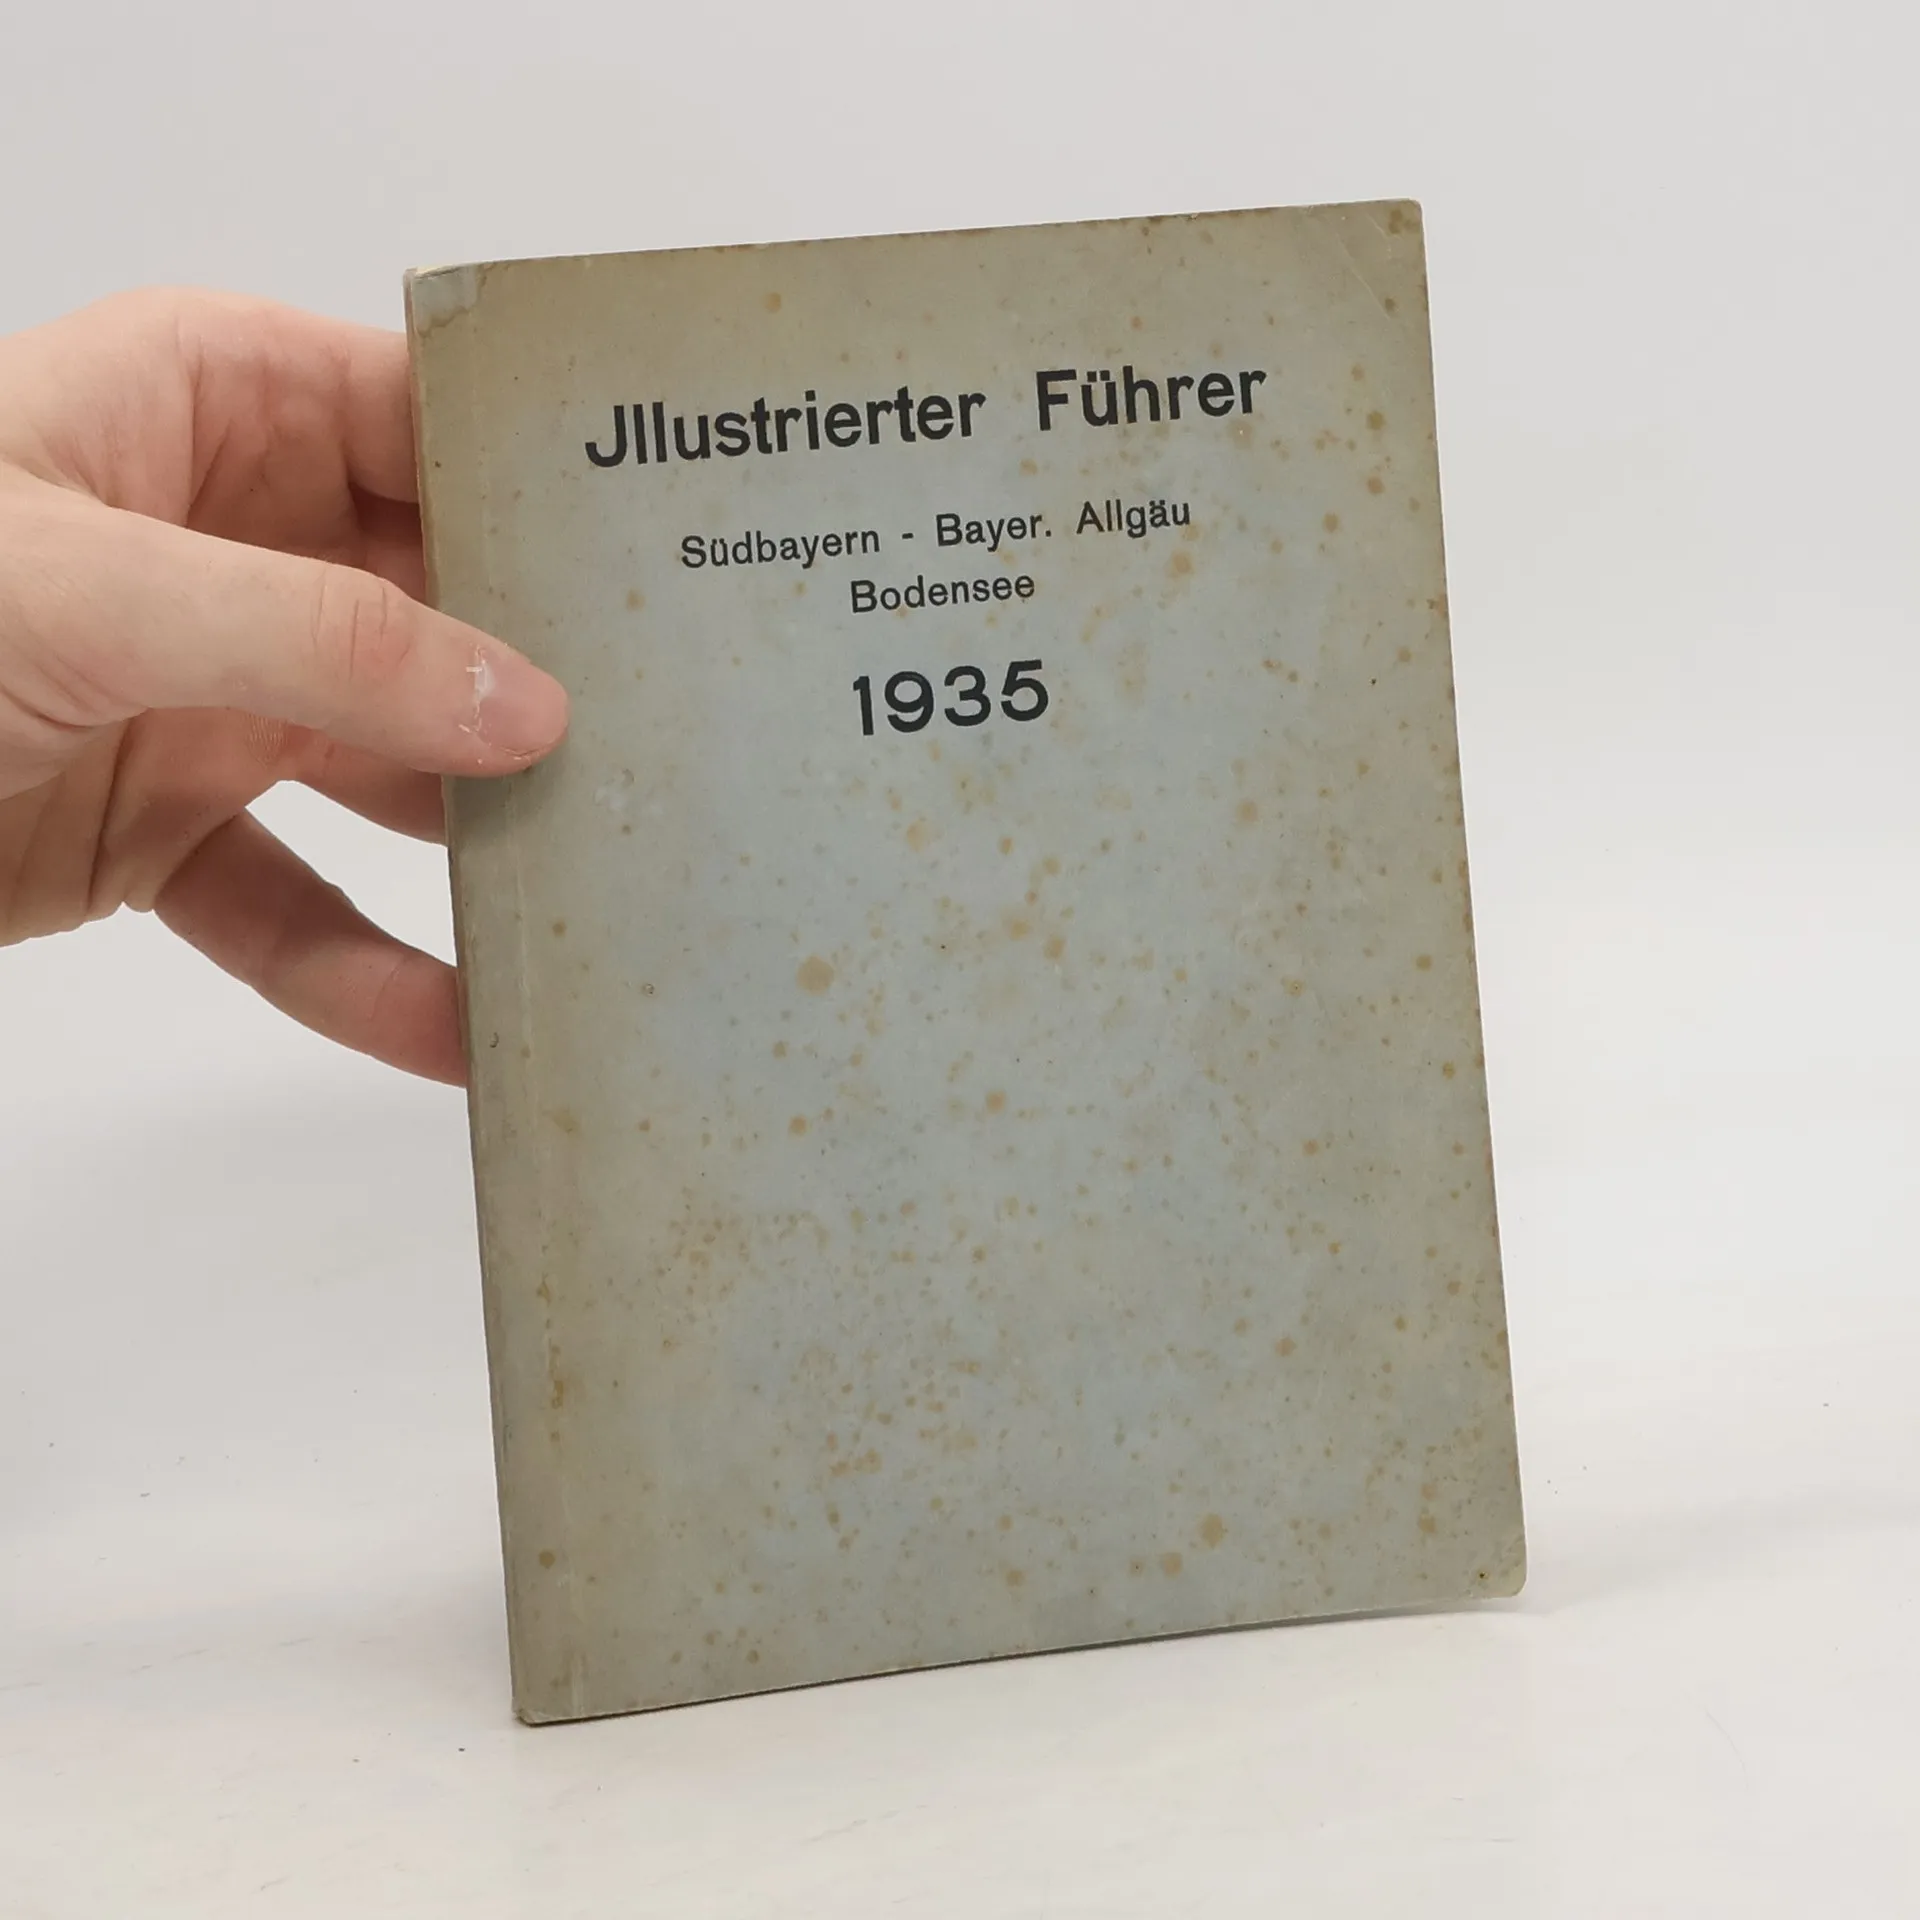 Jllustrierter Führer
Südbayern - Bayer. Allgäu
Bodensee
1935